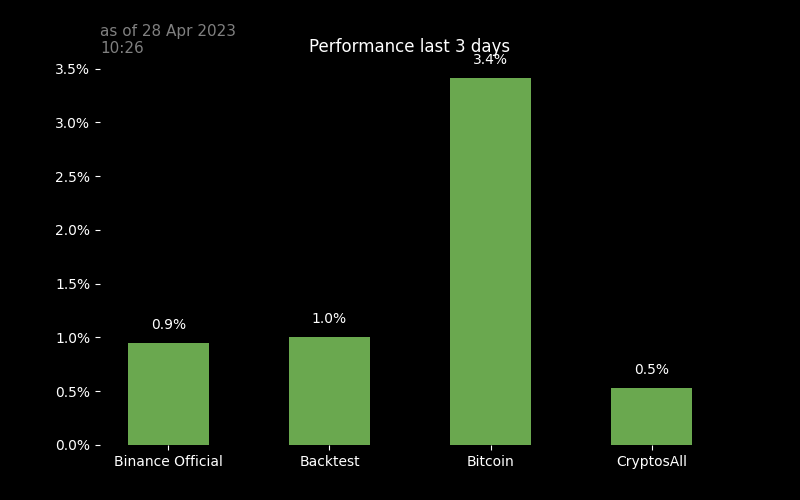 as of 28 Apr 2023
10:26
Performance last 3 days
3.5%
3.0%
2.5%
2.0%
1.5%
1.0%
0.5%
0.0%
0.9%
1.0%
3.4%
0.5%
Binance Official
Backtest
Bitcoin
CryptosAll